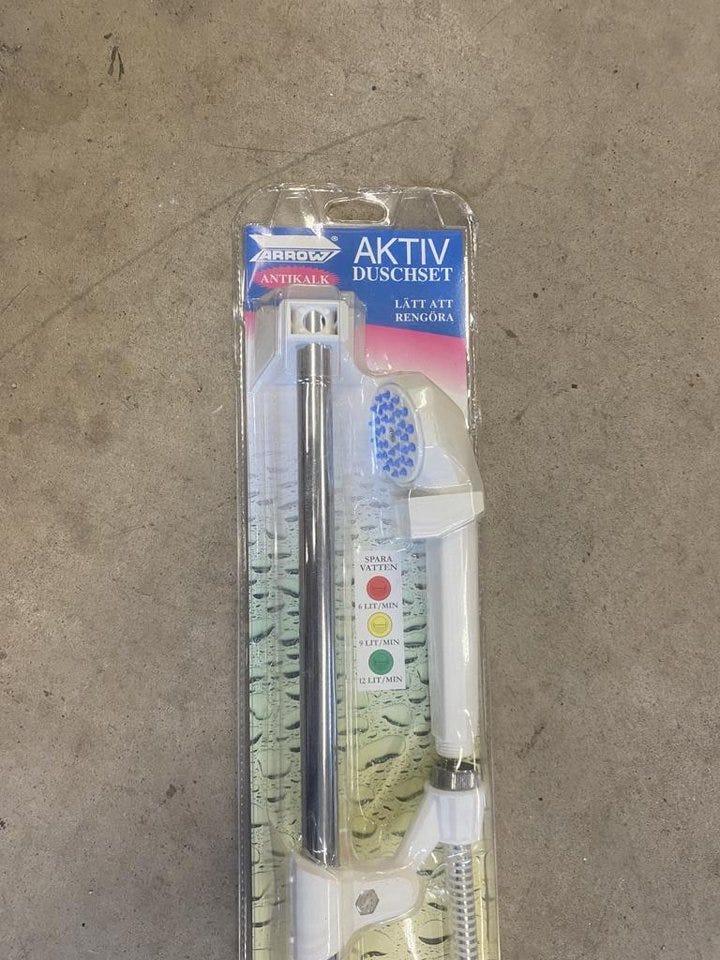 ARROW®
ANTIKALK
AKTIV
DUSCHSET
LÄTT ATT
RENGÖRA
SPARA
VATTEN
6 LIT/MIN
9 LIT/MIN
12 LIT/MIN